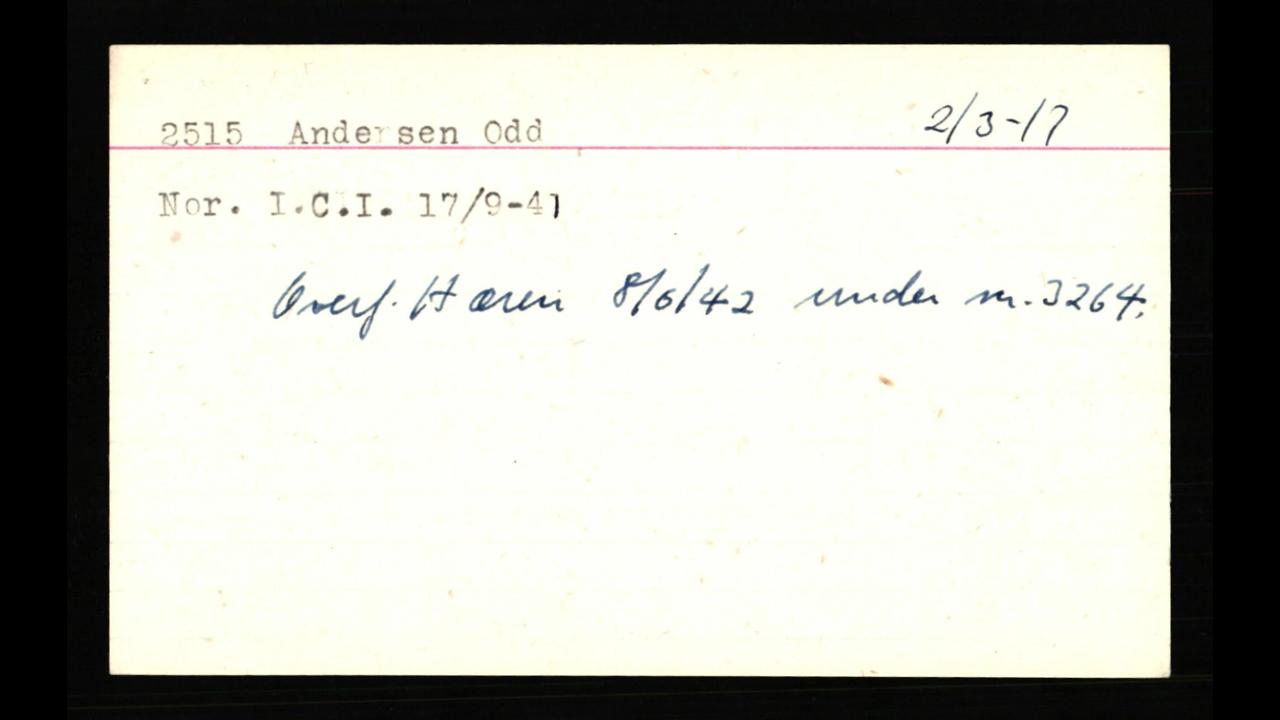 2515 Andersen Odd 2/3-17
Nor. I.C.I. 17/9-41
Overf. Hæren 8/6/42 under nr. 3264.